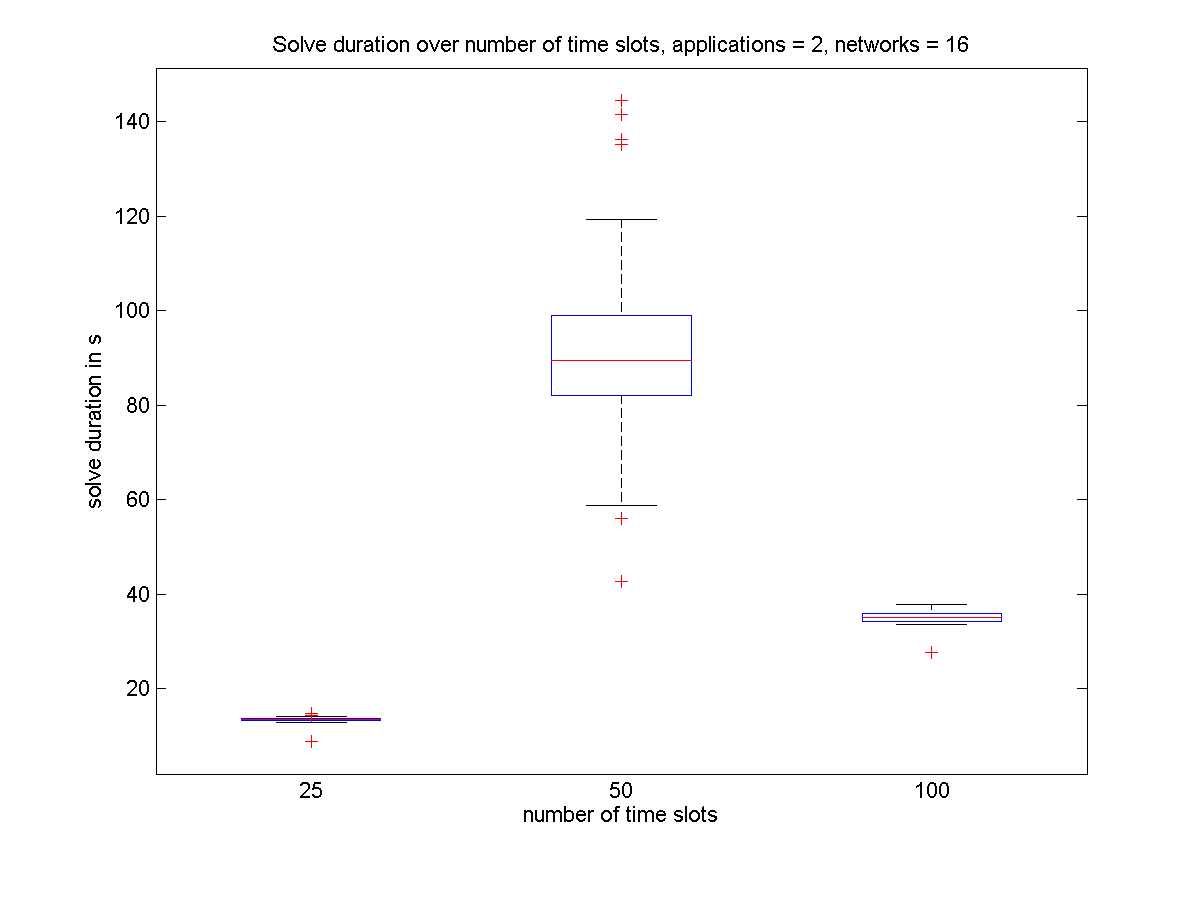 Solve duration over number of time slots, applications = 2, networks = 16
140
120
100
80
60
40
20
solve duration in s
25 50 100
number of time slots